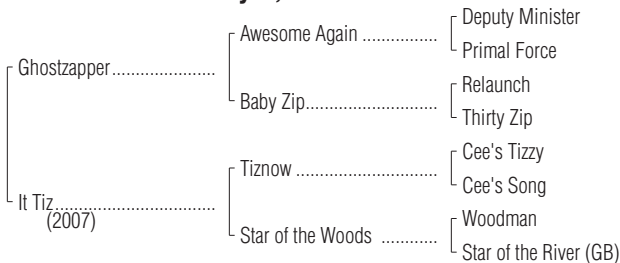 Deputy Minister
Awesome Again ................
Primal Force
Ghostzapper......................
Relaunch
Baby Zip............................
Thirty Zip
Cee's Tizzy
Tiznow ..............................
Cee's Song
It Tiz..................................
(2007)
Woodman
Star of the Woods ............
Star of the River (GB)